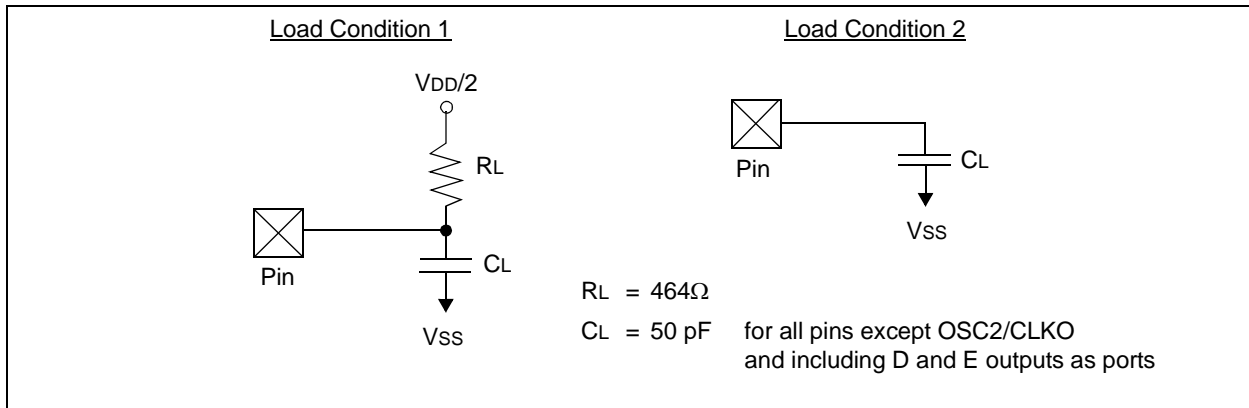 Load Condition 1
VDD/2
RL
Pin
CL
VSS
Load Condition 2
Pin
CL
VSS
RL = 464Ω
CL = 50 pF for all pins except OSC2/CLKO
and including D and E outputs as ports